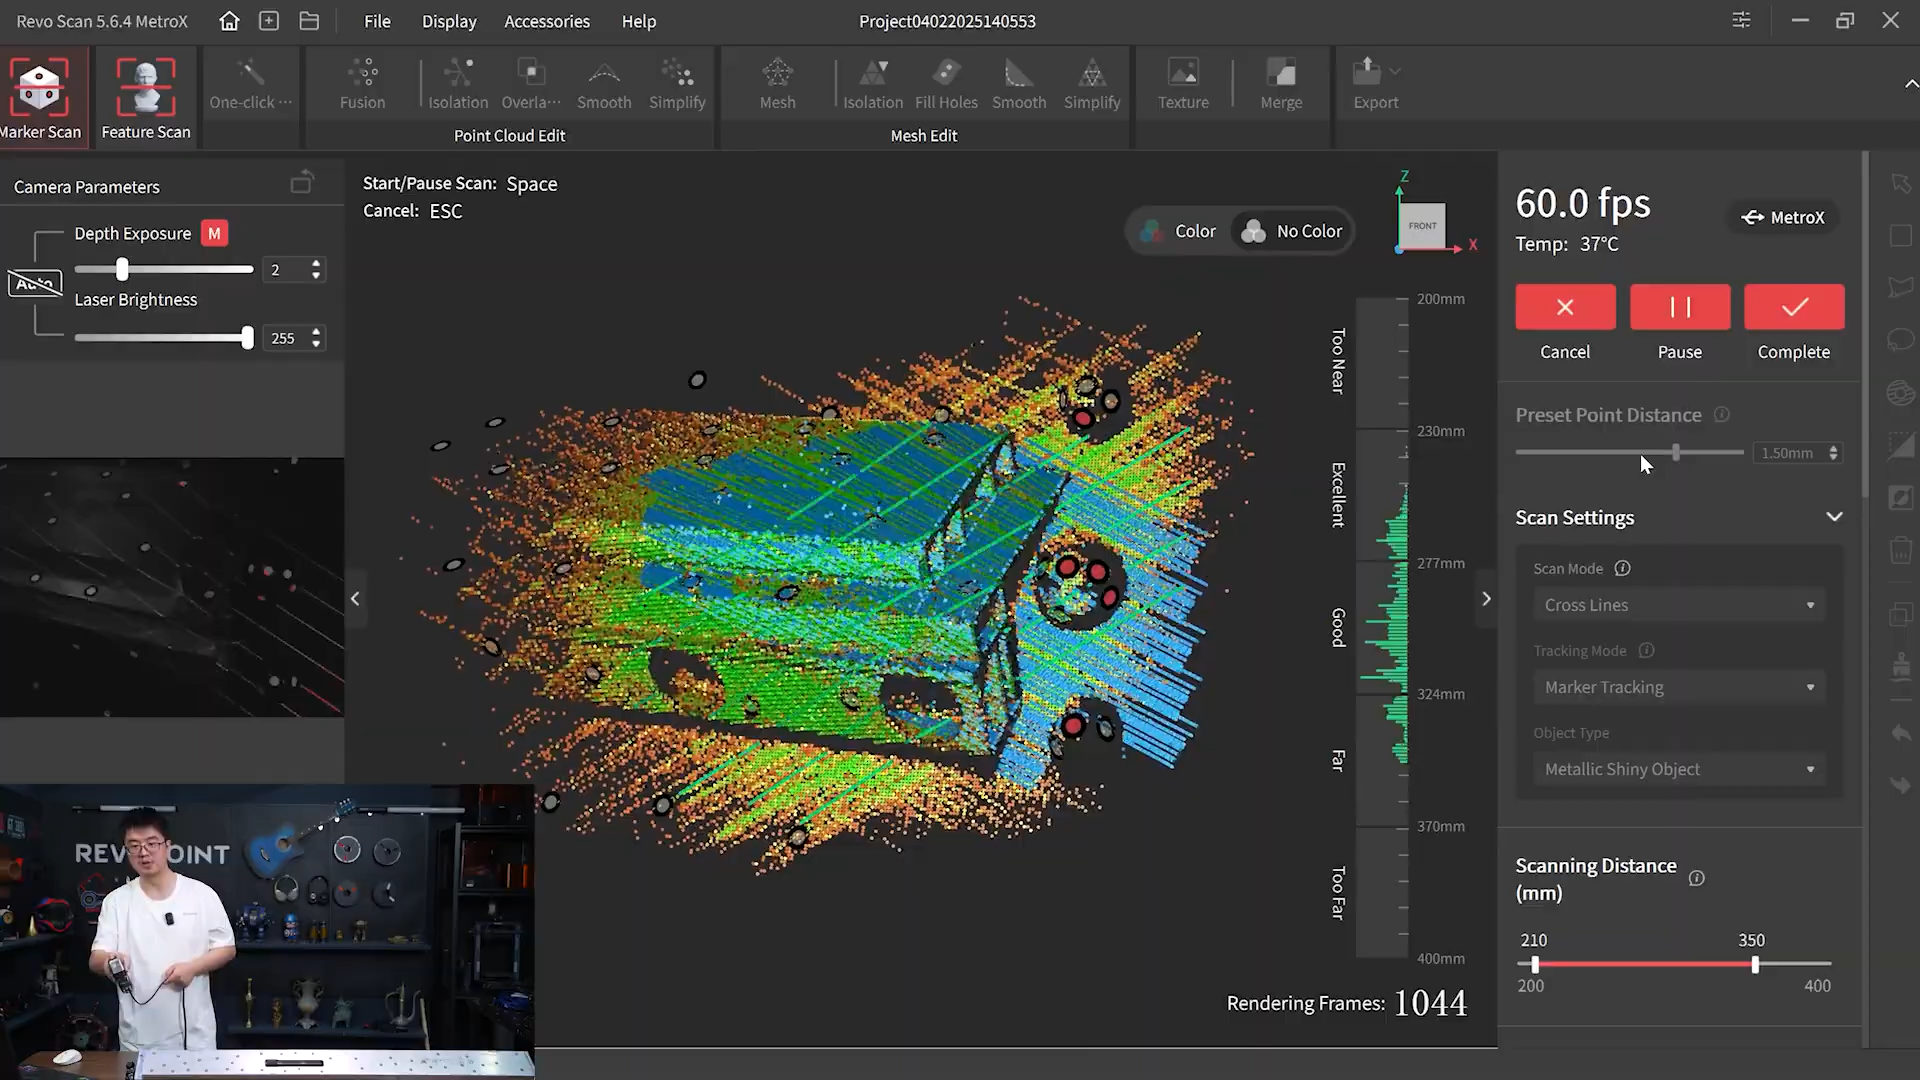 Revo Scan 5.6.4 MetroX
File
Display
Accessories
Help
Project04022025140553
Marker Scan
Feature Scan
One-click ···
Fusion
Isolation
Overla···
Smooth
Simplify
Point Cloud Edit
Mesh
Isolation
Fill Holes
Smooth
Simplify
Mesh Edit
Texture
Merge
Export
Camera Parameters
Depth Exposure M
Auto
2
Laser Brightness
255
Start/Pause Scan: Space
Cancel: ESC
Color
No Color
Z
FRONT
X
200mm
Too Near
230mm
Excellent
277mm
Good
324mm
Far
370mm
Too Far
400mm
Rendering Frames: 1044
60.0 fps
MetroX
Temp: 37°C
Cancel
Pause
Complete
Preset Point Distance
1.50mm
Scan Settings
Scan Mode
Cross Lines
Tracking Mode
Marker Tracking
Object Type
Metallic Shiny Object
Scanning Distance
(mm)
210
350
200
400
REV POINT